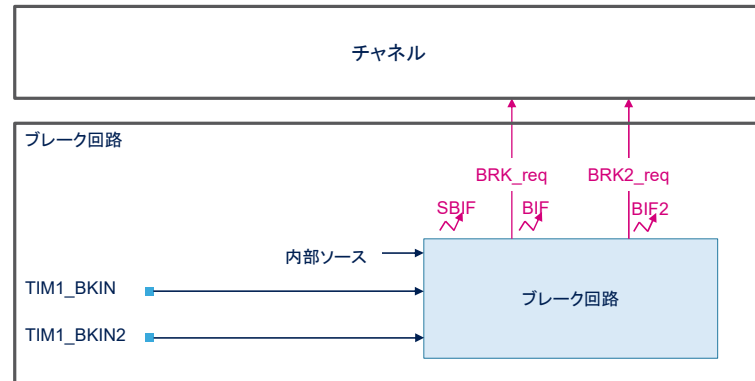 チャネル
ブレーク回路
BRK_req
BRK2_req
SBIF
BIF
BIF2
内部ソース
TIM1_BKIN
ブレーク回路
TIM1_BKIN2